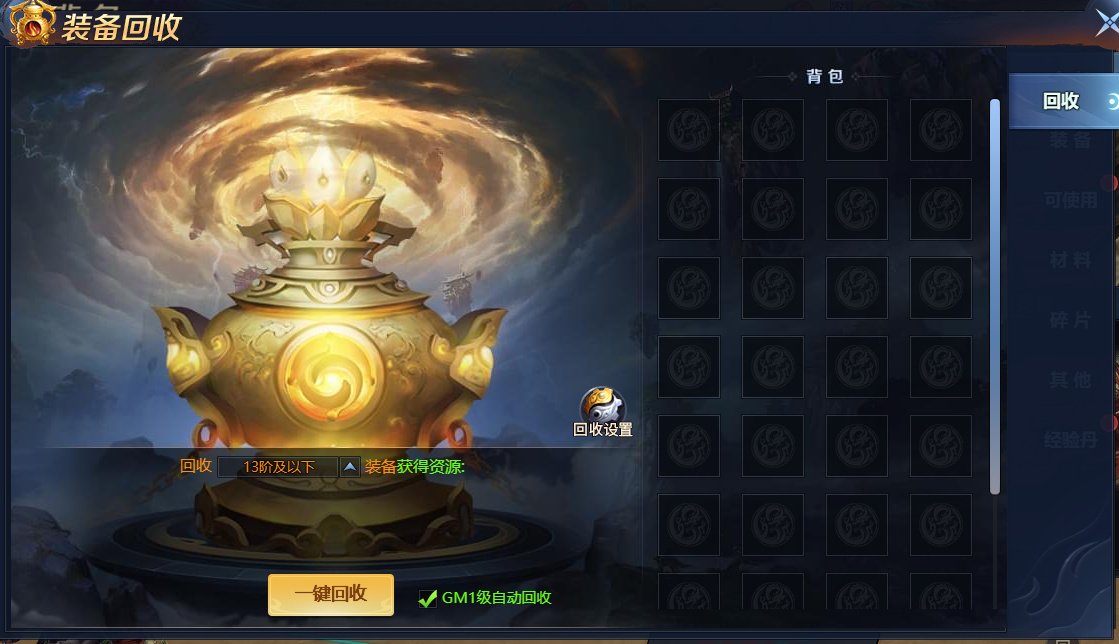 装备回收
背包
回收
装备
可使用
材料
碎片
其他
经验丹
回收设置
回收 13阶及以下 装备获得资源:
一键回收
GM1级自动回收